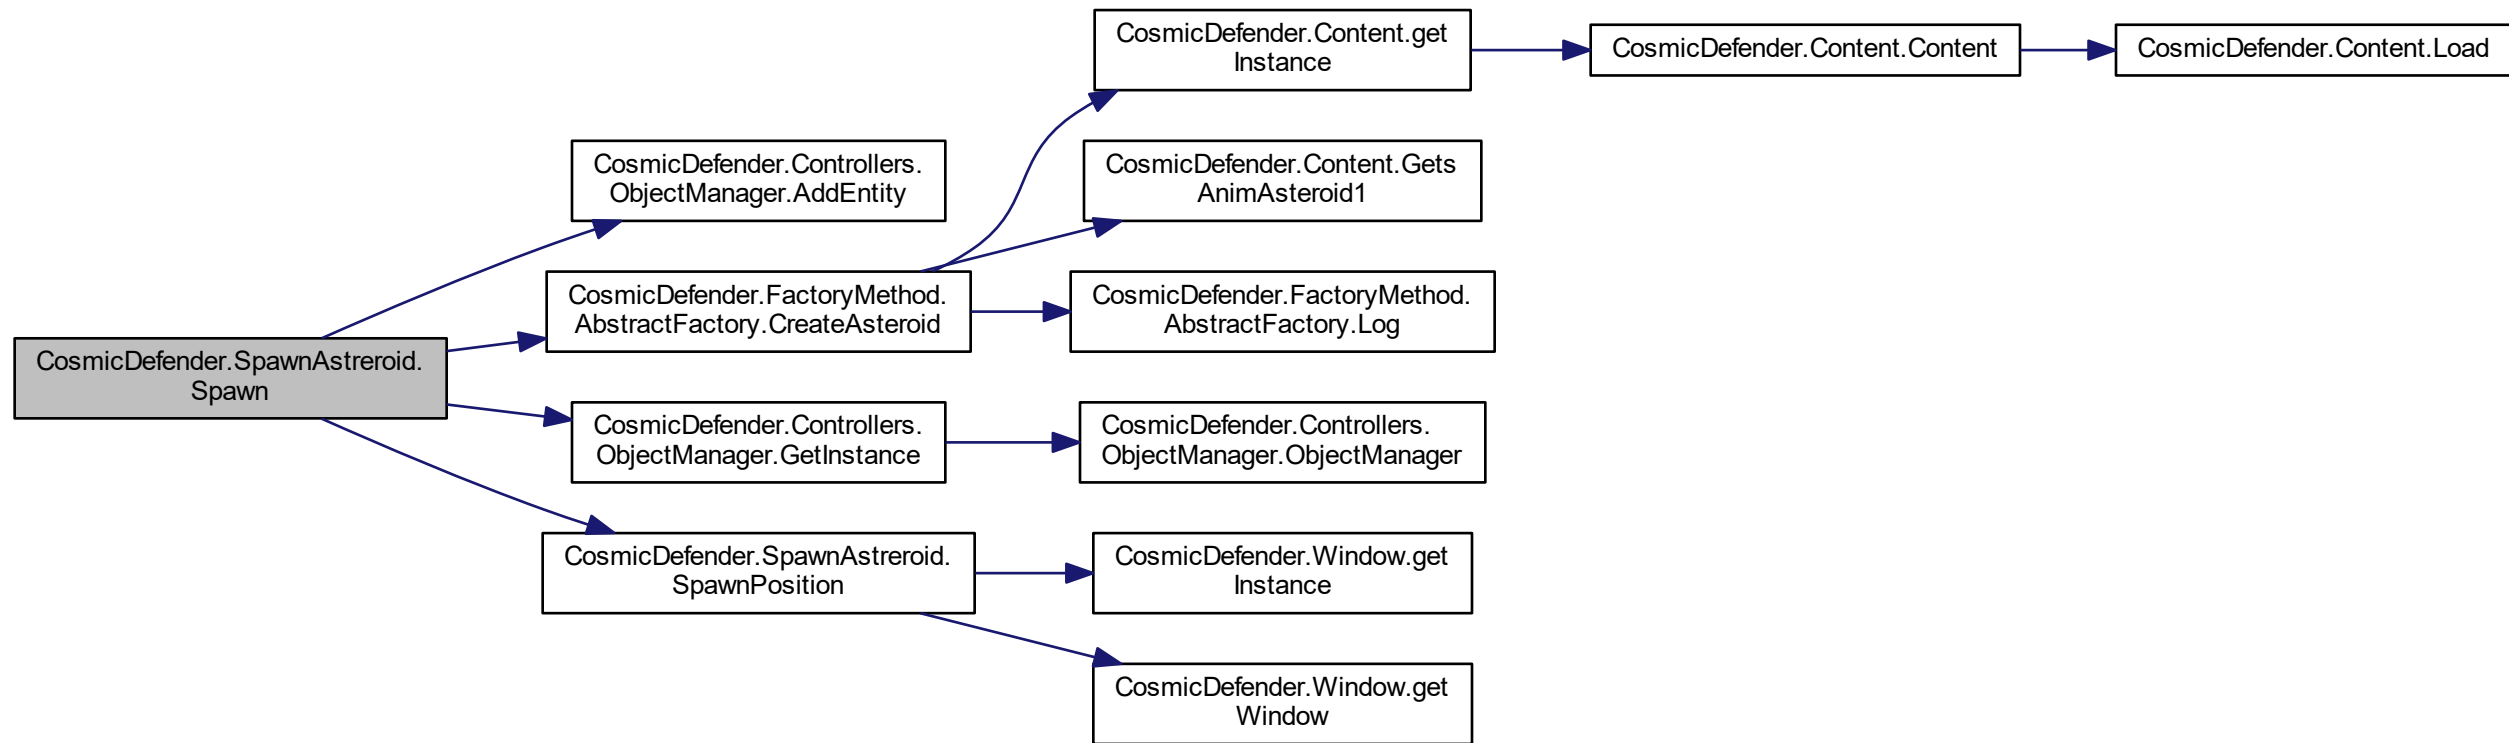 CosmicDefender.SpawnAstreroid.
Spawn
CosmicDefender.Controllers.
ObjectManager.AddEntity
CosmicDefender.FactoryMethod.
AbstractFactory.CreateAsteroid
CosmicDefender.Controllers.
ObjectManager.GetInstance
CosmicDefender.SpawnAstreroid.
SpawnPosition
CosmicDefender.Content.get
Instance
CosmicDefender.Content.Gets
AnimAsteroid1
CosmicDefender.FactoryMethod.
AbstractFactory.Log
CosmicDefender.Controllers.
ObjectManager.ObjectManager
CosmicDefender.Window.get
Instance
CosmicDefender.Window.get
Window
CosmicDefender.Content.Content
CosmicDefender.Content.Load